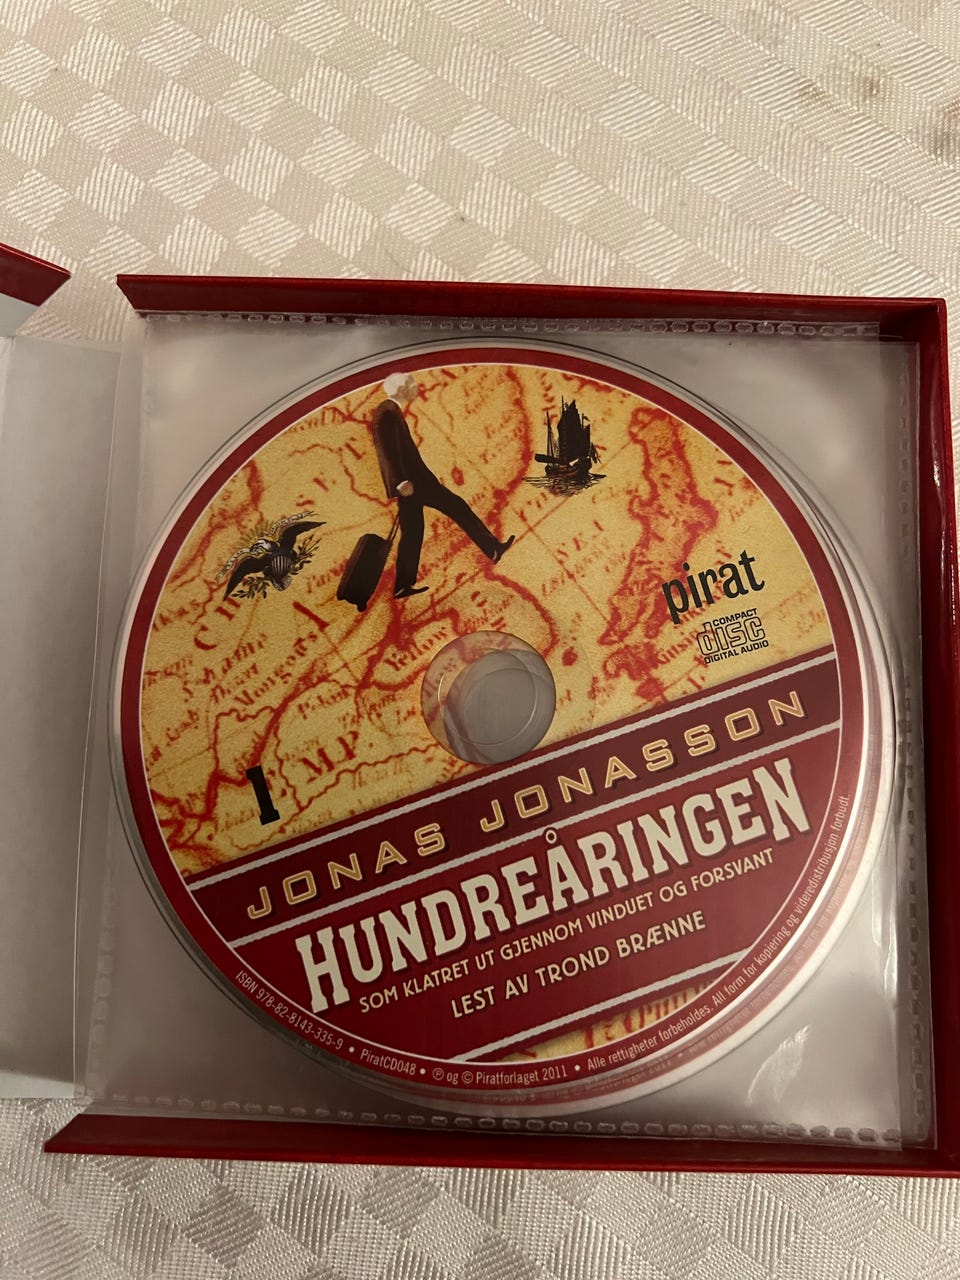 pirat
COMPACT
disc
DIGITAL AUDIO
1
JONAS JONASSON
HUNDREÅRINGEN
SOM KLATRET UT GJENNOM VINDUET OG FORSVANT
LEST AV TROND BRÆNNE
ISBN 978-82-8143-335-9 • PiratCD048 • ℗ og © Piratforlaget 2011 • Alle rettigheter forbeholdes. All form for kopiering og videredistribusjon forbudt.
Yellow